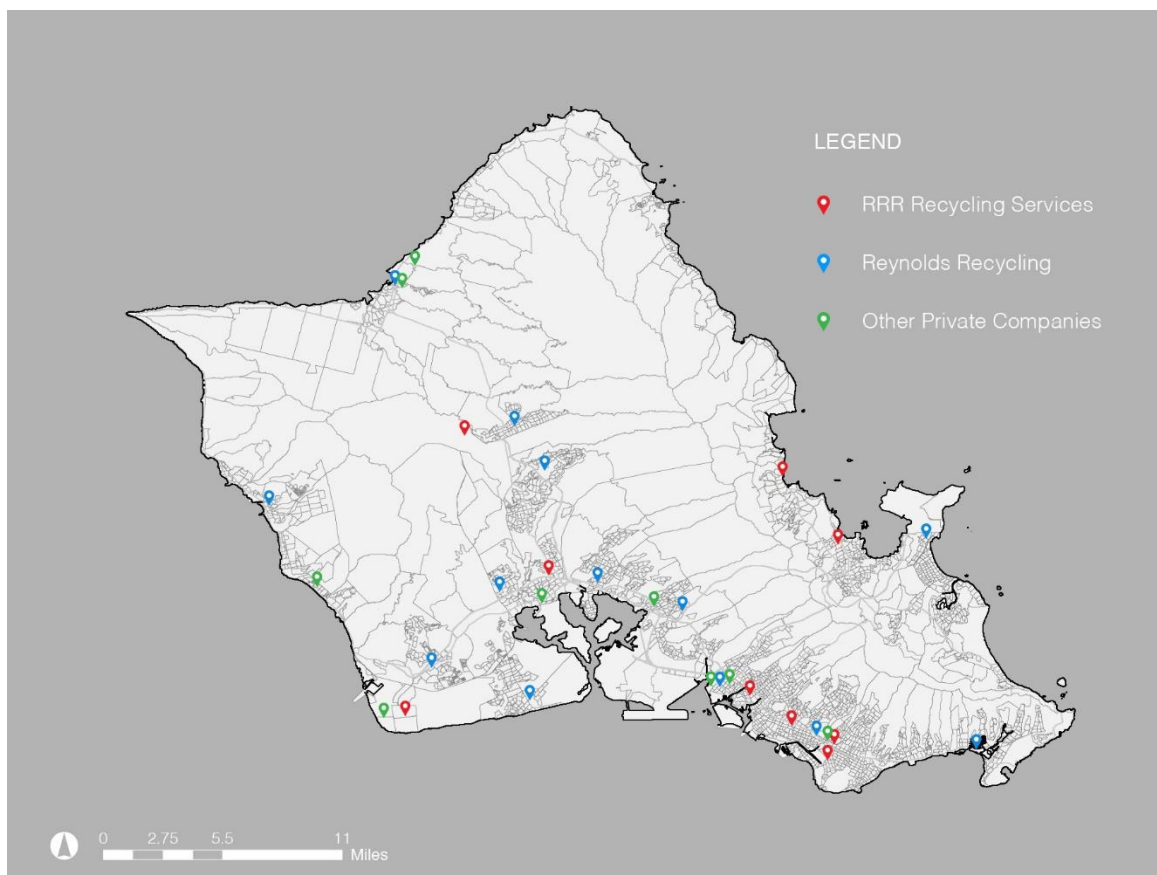 LEGEND
RRR Recycling Services
Reynolds Recycling
Other Private Companies
0 2.75 5.5 11
Miles